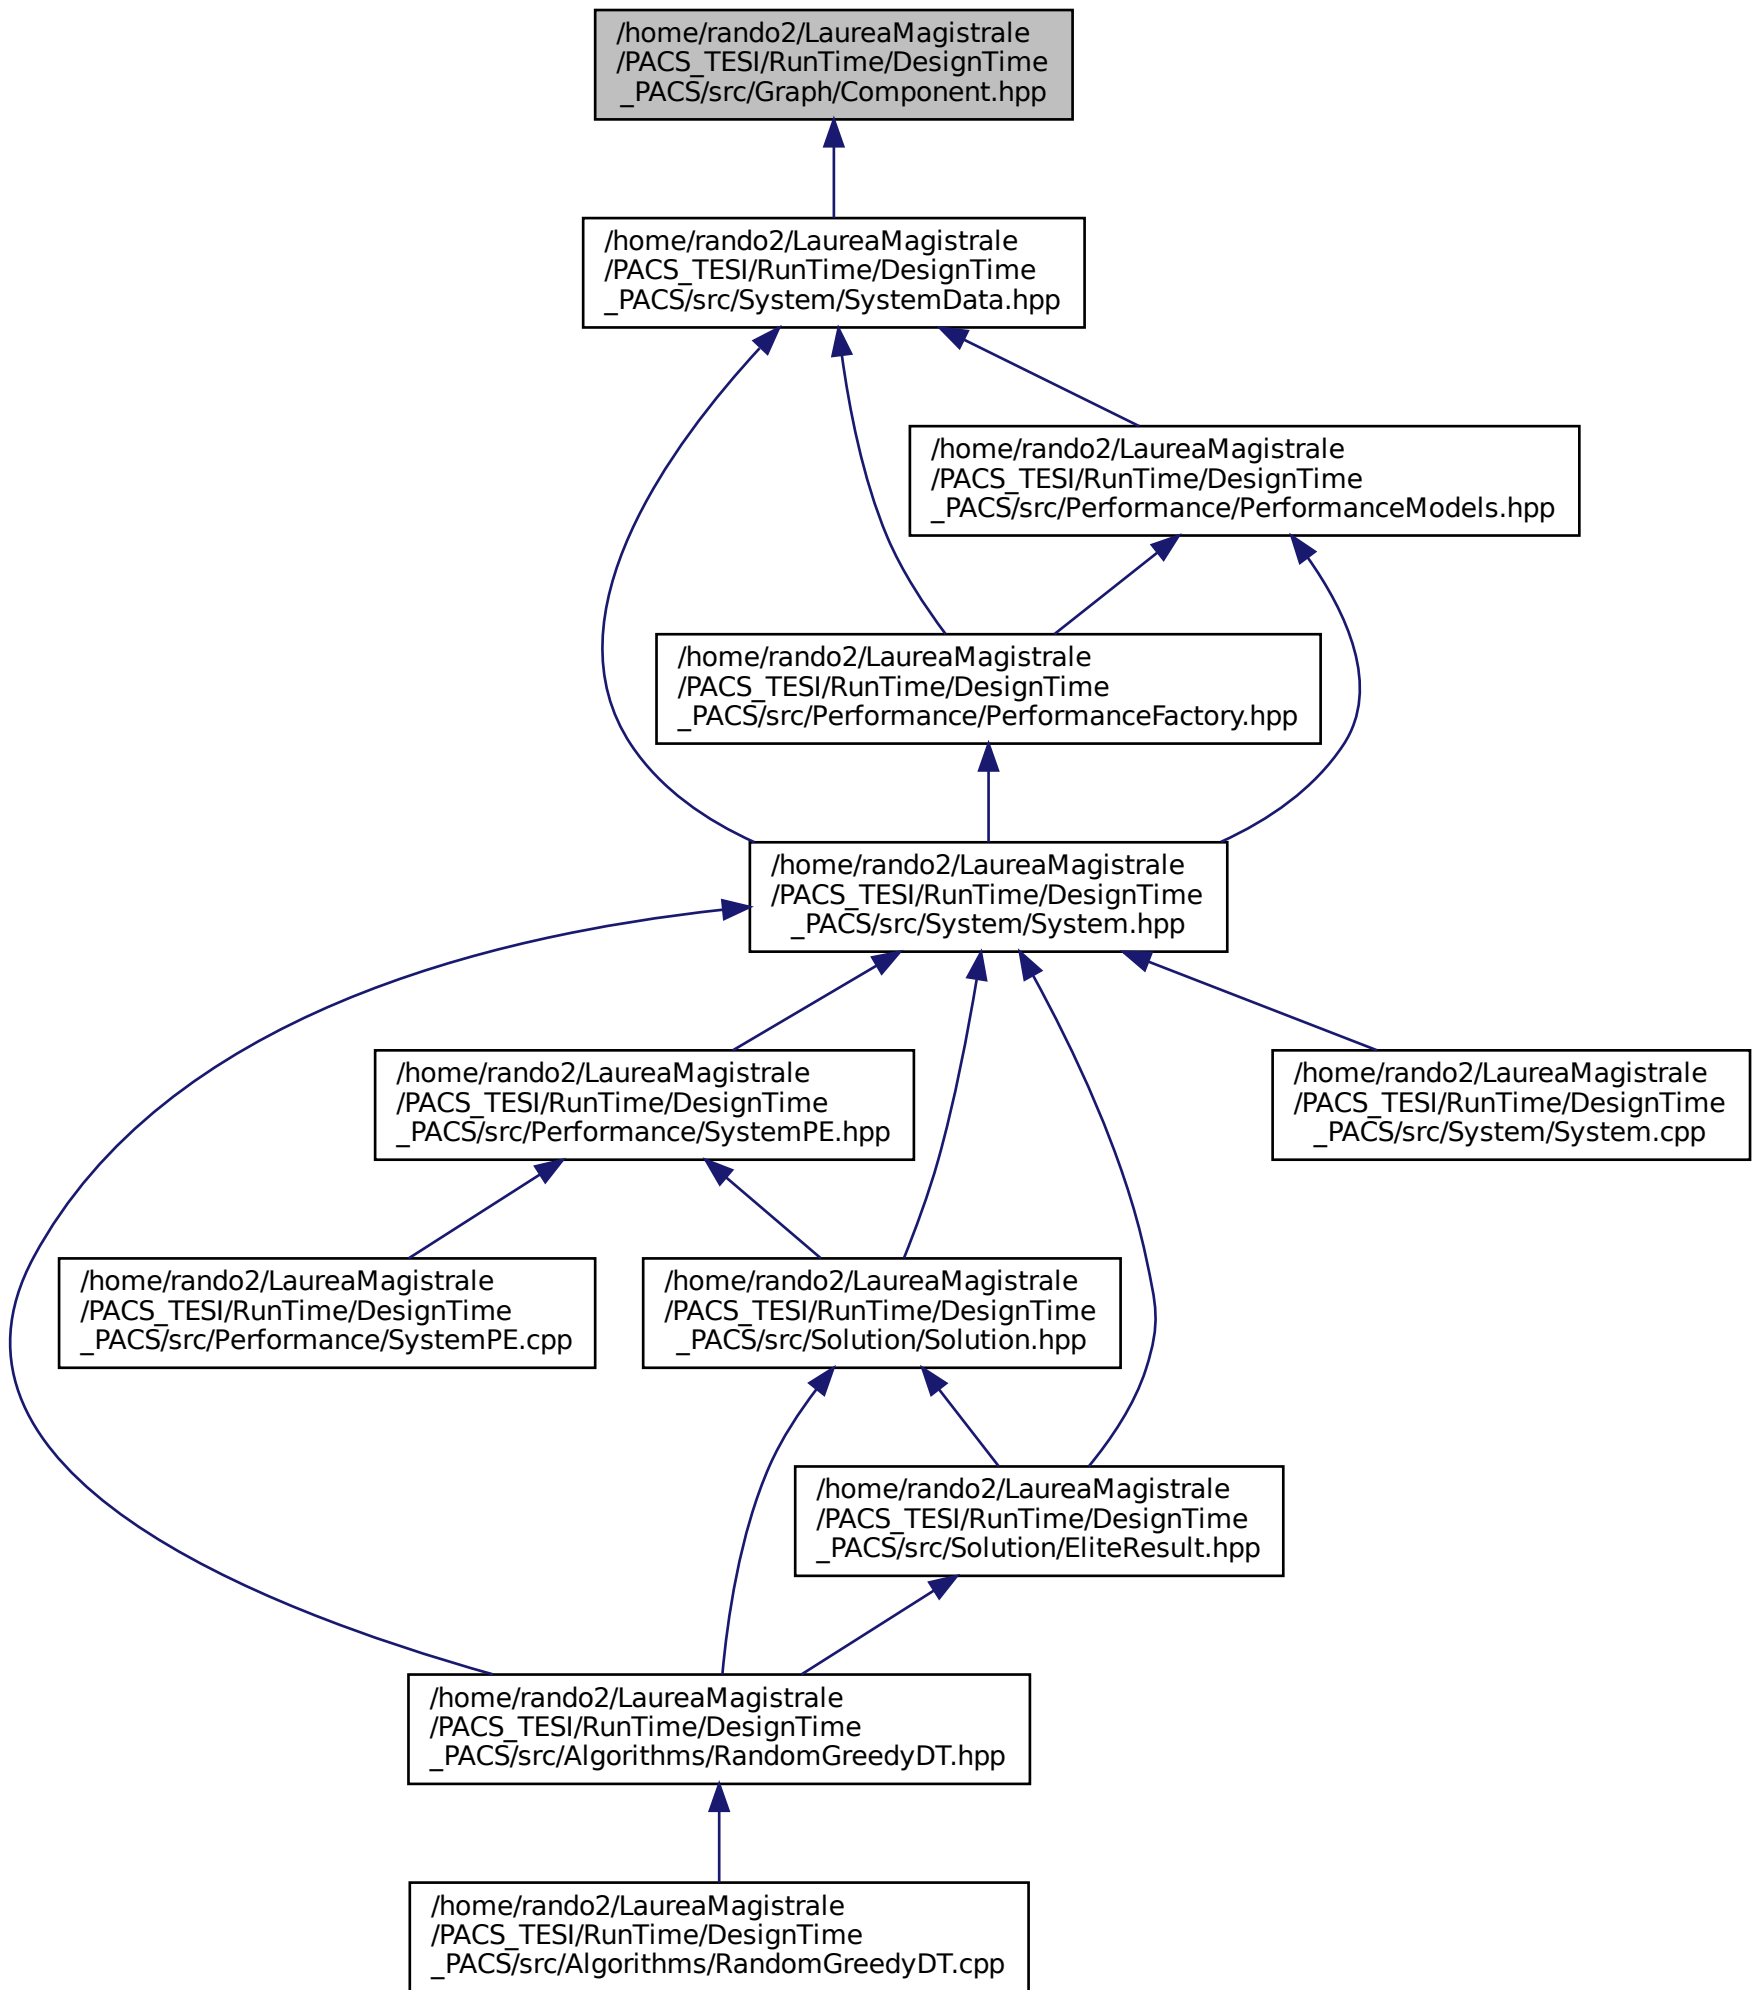 /home/rando2/LaureaMagistrale
/PACS_TESI/RunTime/DesignTime
_PACS/src/Graph/Component.hpp
/home/rando2/LaureaMagistrale
/PACS_TESI/RunTime/DesignTime
_PACS/src/System/SystemData.hpp
/home/rando2/LaureaMagistrale
/PACS_TESI/RunTime/DesignTime
_PACS/src/Performance/PerformanceModels.hpp
/home/rando2/LaureaMagistrale
/PACS_TESI/RunTime/DesignTime
_PACS/src/Performance/PerformanceFactory.hpp
/home/rando2/LaureaMagistrale
/PACS_TESI/RunTime/DesignTime
_PACS/src/System/System.hpp
/home/rando2/LaureaMagistrale
/PACS_TESI/RunTime/DesignTime
_PACS/src/Performance/SystemPE.hpp
/home/rando2/LaureaMagistrale
/PACS_TESI/RunTime/DesignTime
_PACS/src/System/System.cpp
/home/rando2/LaureaMagistrale
/PACS_TESI/RunTime/DesignTime
_PACS/src/Performance/SystemPE.cpp
/home/rando2/LaureaMagistrale
/PACS_TESI/RunTime/DesignTime
_PACS/src/Solution/Solution.hpp
/home/rando2/LaureaMagistrale
/PACS_TESI/RunTime/DesignTime
_PACS/src/Solution/EliteResult.hpp
/home/rando2/LaureaMagistrale
/PACS_TESI/RunTime/DesignTime
_PACS/src/Algorithms/RandomGreedyDT.hpp
/home/rando2/LaureaMagistrale
/PACS_TESI/RunTime/DesignTime
_PACS/src/Algorithms/RandomGreedyDT.cpp